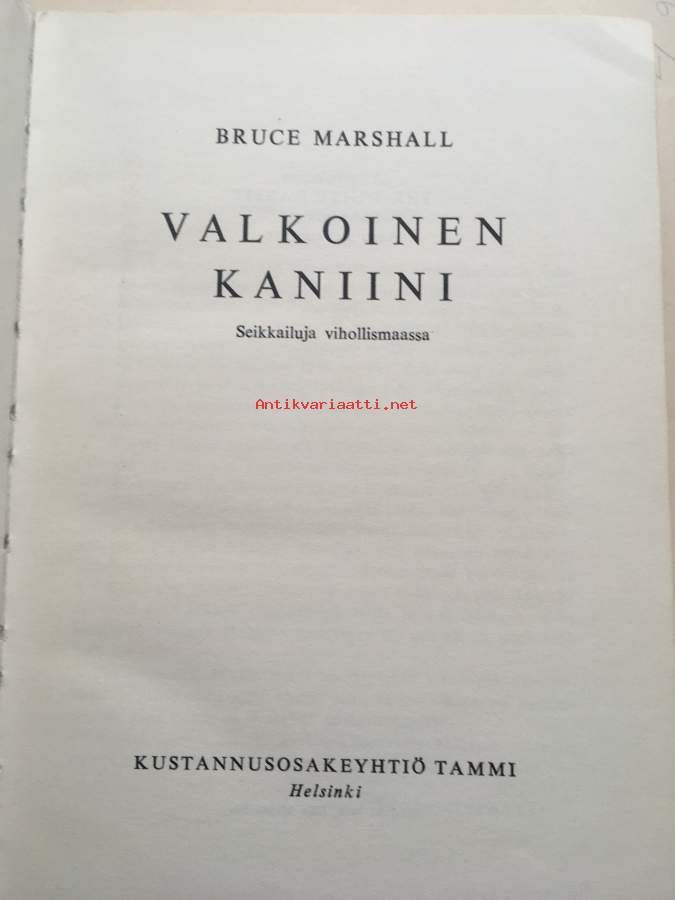 BRUCE MARSHALL
VALKOINEN
KANIINI
Seikkailuja vihollismaassa
Antikvariaatti.net
KUSTANNUSOSAKEYHTIÖ TAMMI
Helsinki